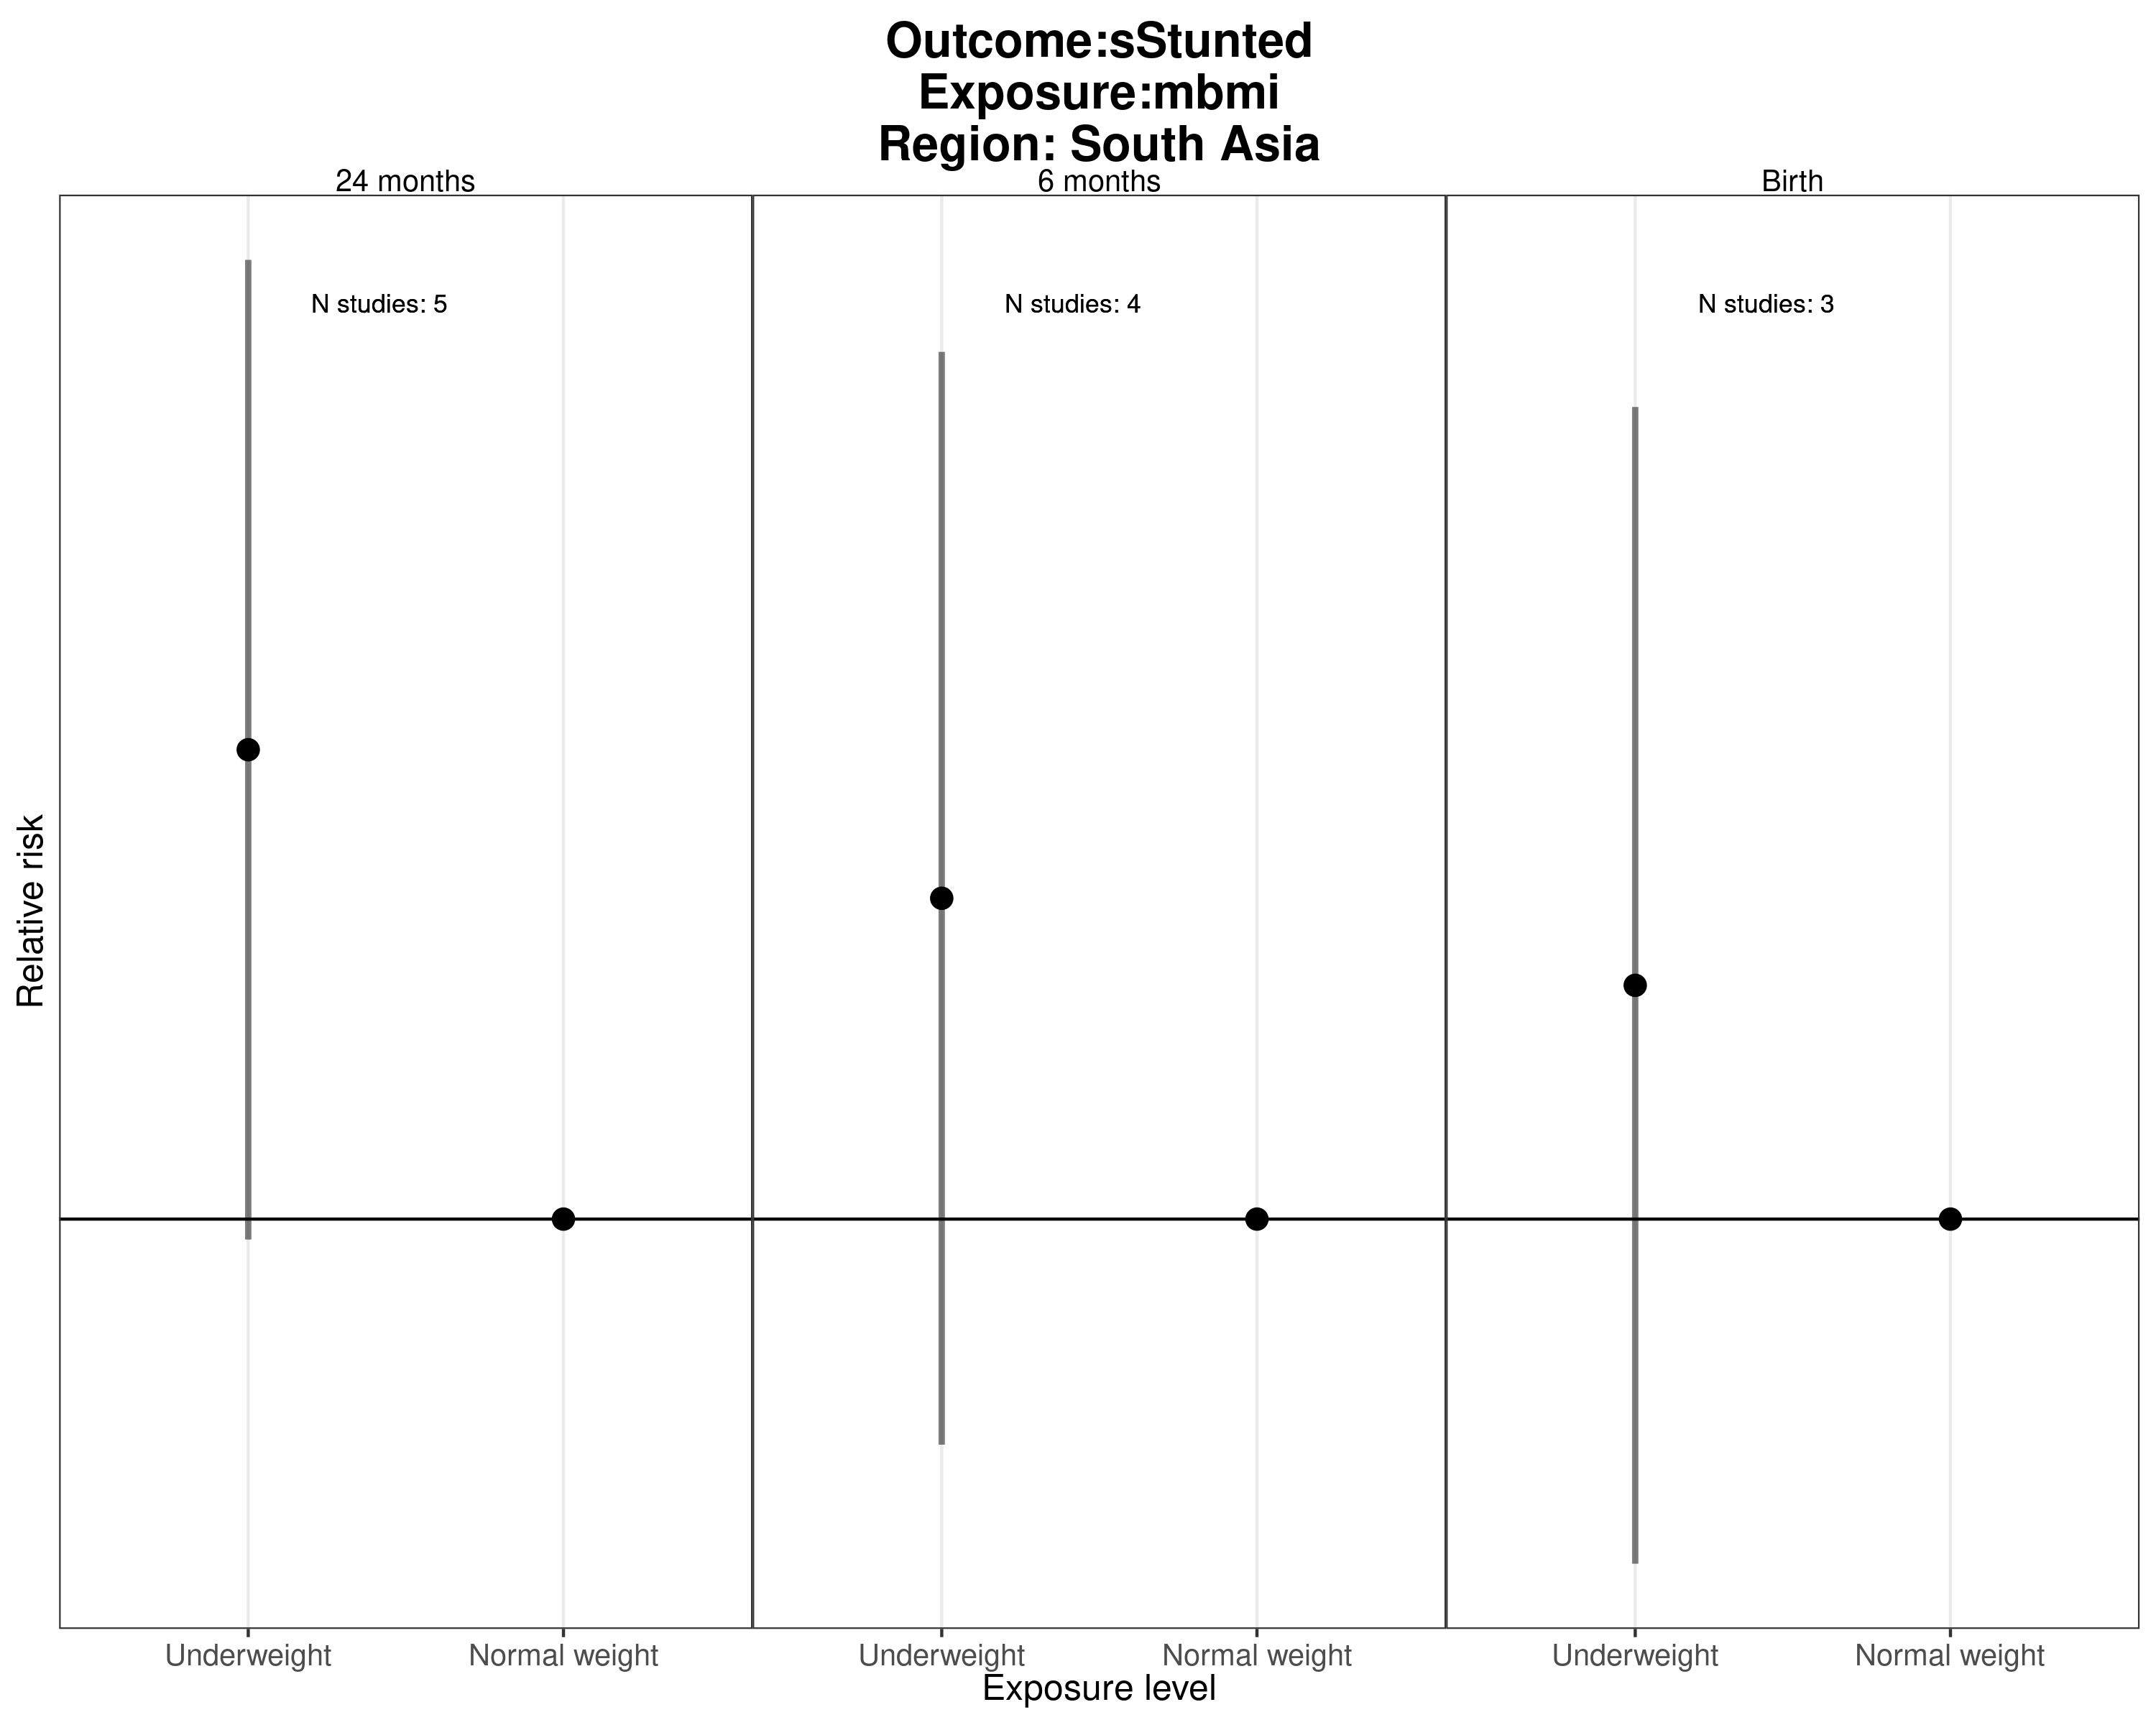 Outcome:sStunted
Exposure:mbmi
Region: South Asia
24 months
6 months
Birth
N studies: 5
N studies: 4
N studies: 3
Relative risk
Underweight
Normal weight
Underweight
Normal weight
Underweight
Normal weight
Exposure level